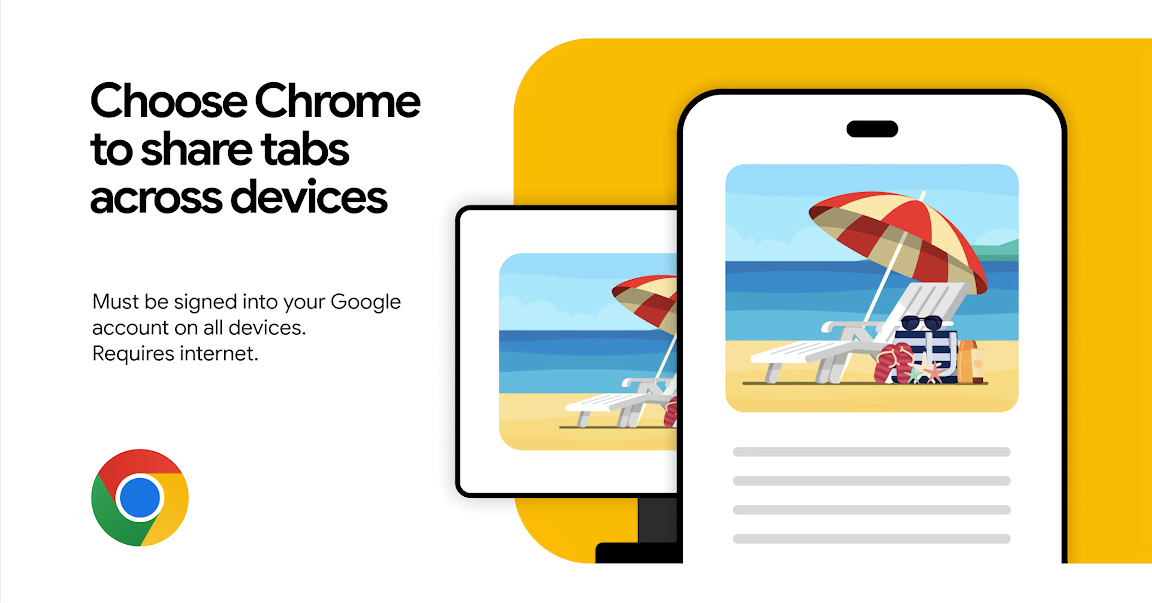 Choose Chrome
to share tabs
across devices
Must be signed into your Google
account on all devices.
Requires internet.